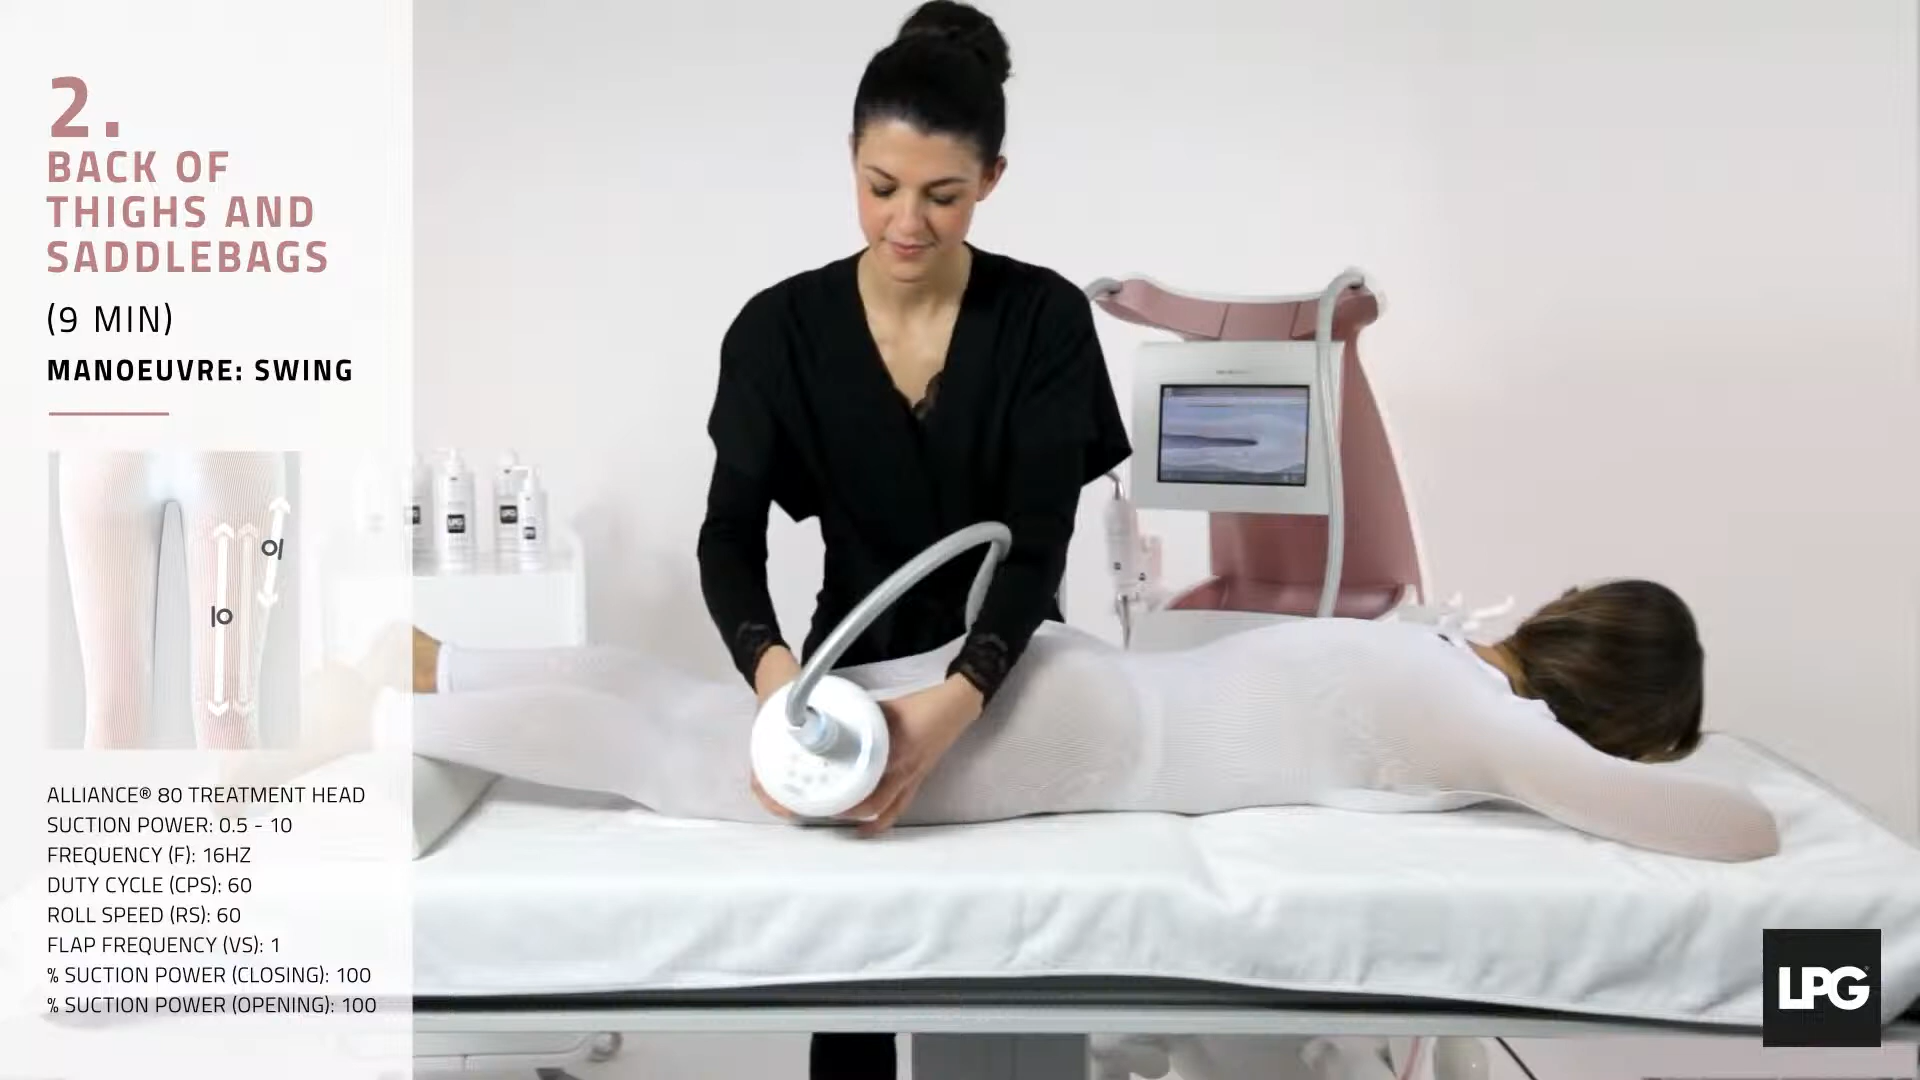 2.
BACK OF
THIGHS AND
SADDLEBAGS
(9 MIN)
MANOEUVRE: SWING
ALLIANCE® 80 TREATMENT HEAD
SUCTION POWER: 0.5 - 10
FREQUENCY (F): 16HZ
DUTY CYCLE (CPS): 60
ROLL SPEED (RS): 60
FLAP FREQUENCY (VS): 1
% SUCTION POWER (CLOSING): 100
% SUCTION POWER (OPENING): 100
LPG
LPG